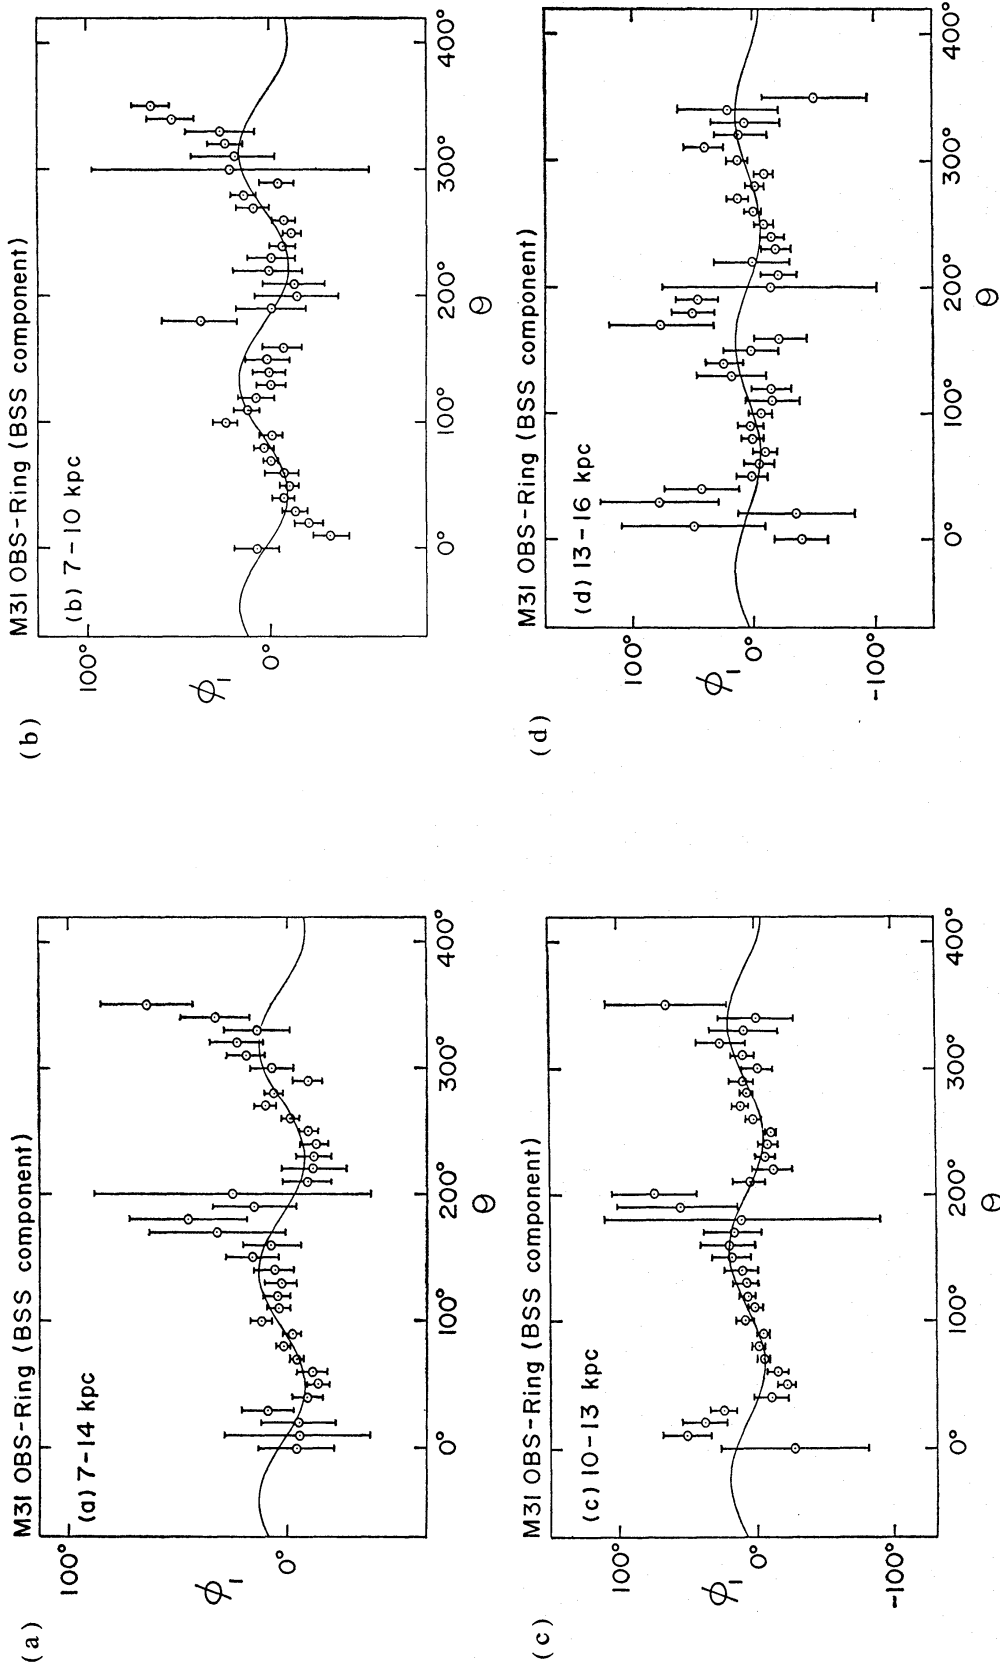 (a)
M31 OBS-Ring (BSS component)
(a) 7-14 kpc
100°
ϕ₁
0°
0°
100°
200°
300°
400°
Θ
(b)
M31 OBS-Ring (BSS component)
(b) 7-10 kpc
100°
ϕ₁
0°
0°
100°
200°
300°
400°
Θ
(c)
M31 OBS-Ring (BSS component)
(c) 10-13 kpc
100°
ϕ₁
0°
-100°
0°
100°
200°
300°
400°
Θ
(d)
M31 OBS-Ring (BSS component)
(d) 13-16 kpc
100°
ϕ₁
0°
-100°
0°
100°
200°
300°
400°
Θ